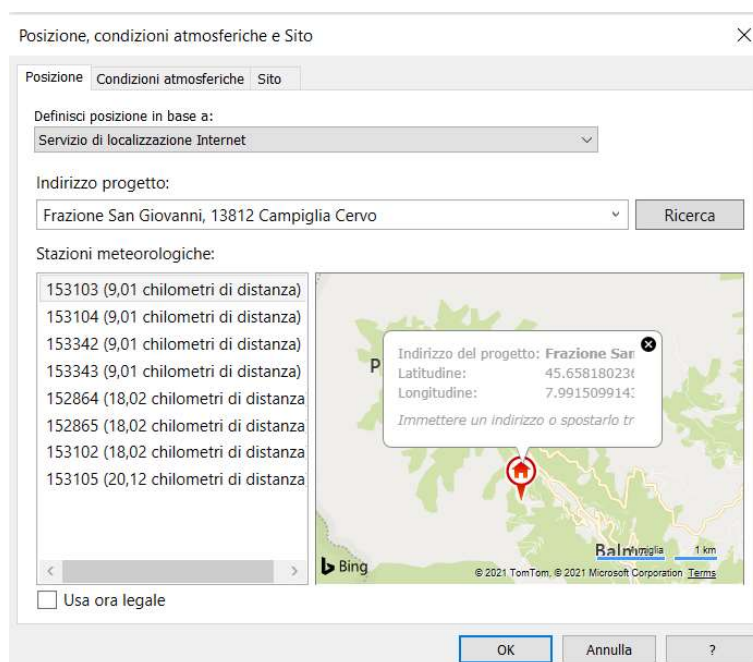 Posizione, condizioni atmosferiche e Sito
Posizione Condizioni atmosferiche Sito
Definisci posizione in base a:
Servizio di localizzazione Internet
Indirizzo progetto:
Frazione San Giovanni, 13812 Campiglia Cervo Ricerca
Stazioni meteorologiche:
153103 (9,01 chilometri di distanza)
153104 (9,01 chilometri di distanza)
153342 (9,01 chilometri di distanza)
153343 (9,01 chilometri di distanza)
152864 (18,02 chilometri di distanza
152865 (18,02 chilometri di distanza
153102 (18,02 chilometri di distanza
153105 (20,12 chilometri di distanza
P
Indirizzo del progetto: Frazione San
Latitudine: 45.658180236
Longitudine: 7.9915099143
Immettere un indirizzo o spostarlo tr
miglia 1 km
Bing
© 2021 TomTom, © 2021 Microsoft Corporation Terms
Usa ora legale
OK Annulla ?